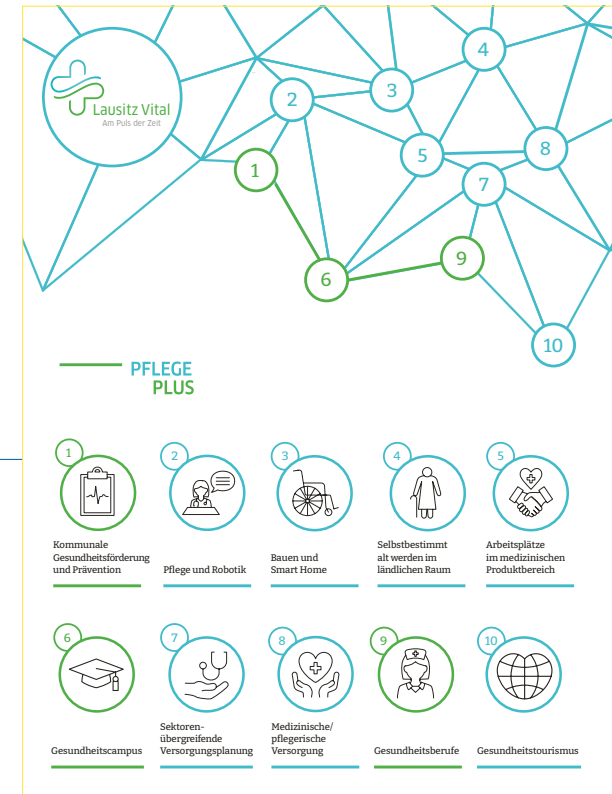 Lausitz Vital
Am Puls der Zeit
1
2
3
4
5
6
7
8
9
10
PFLEGE
PLUS
1
Kommunale
Gesundheitsförderung
und Prävention
2
Pflege und Robotik
3
Bauen und
Smart Home
4
Selbstbestimmt
alt werden im
ländlichen Raum
5
Arbeitsplätze
im medizinischen
Produktbereich
6
Gesundheitscampus
7
Sektoren-
übergreifende
Versorgungsplanung
8
Medizinische/
pflegerische
Versorgung
9
Gesundheitsberufe
10
Gesundheitstourismus